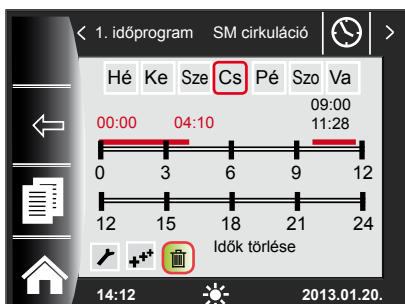 1. időprogram SM cirkuláció
Hé Ke Sze Cs Pé Szo Va
09:00
00:00 04:10 11:28
0 3 6 9 12
12 15 18 21 24
Idők törlése
14:12 2013.01.20.